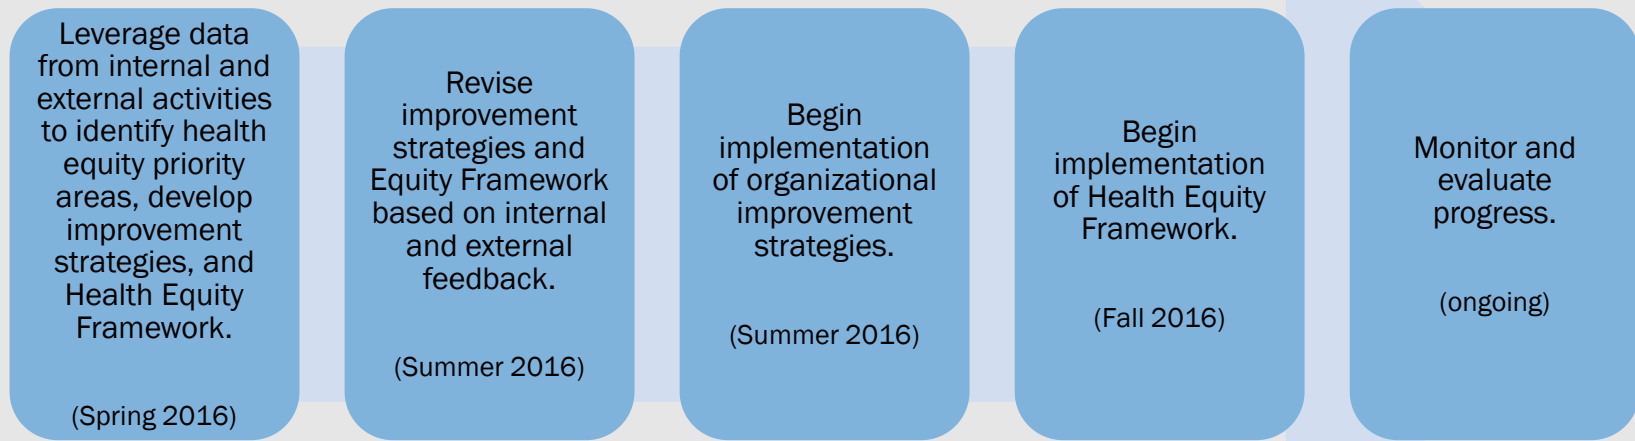 Leverage data
from internal and
external activities
to identify health
equity priority
areas, develop
improvement
strategies, and
Health Equity
Framework.
(Spring 2016)
Revise
improvement
strategies and
Equity Framework
based on internal
and external
feedback.
(Summer 2016)
Begin
implementation
of organizational
improvement
strategies.
(Summer 2016)
Begin
implementation
of Health Equity
Framework.
(Fall 2016)
Monitor and
evaluate
progress.
(ongoing)